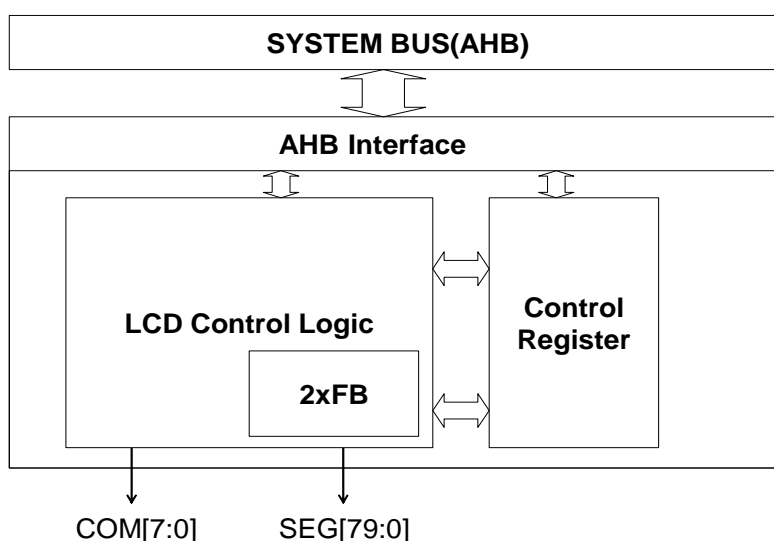 SYSTEM BUS(AHB)
AHB Interface
LCD Control Logic
Control
Register
2xFB
COM[7:0]
SEG[79:0]